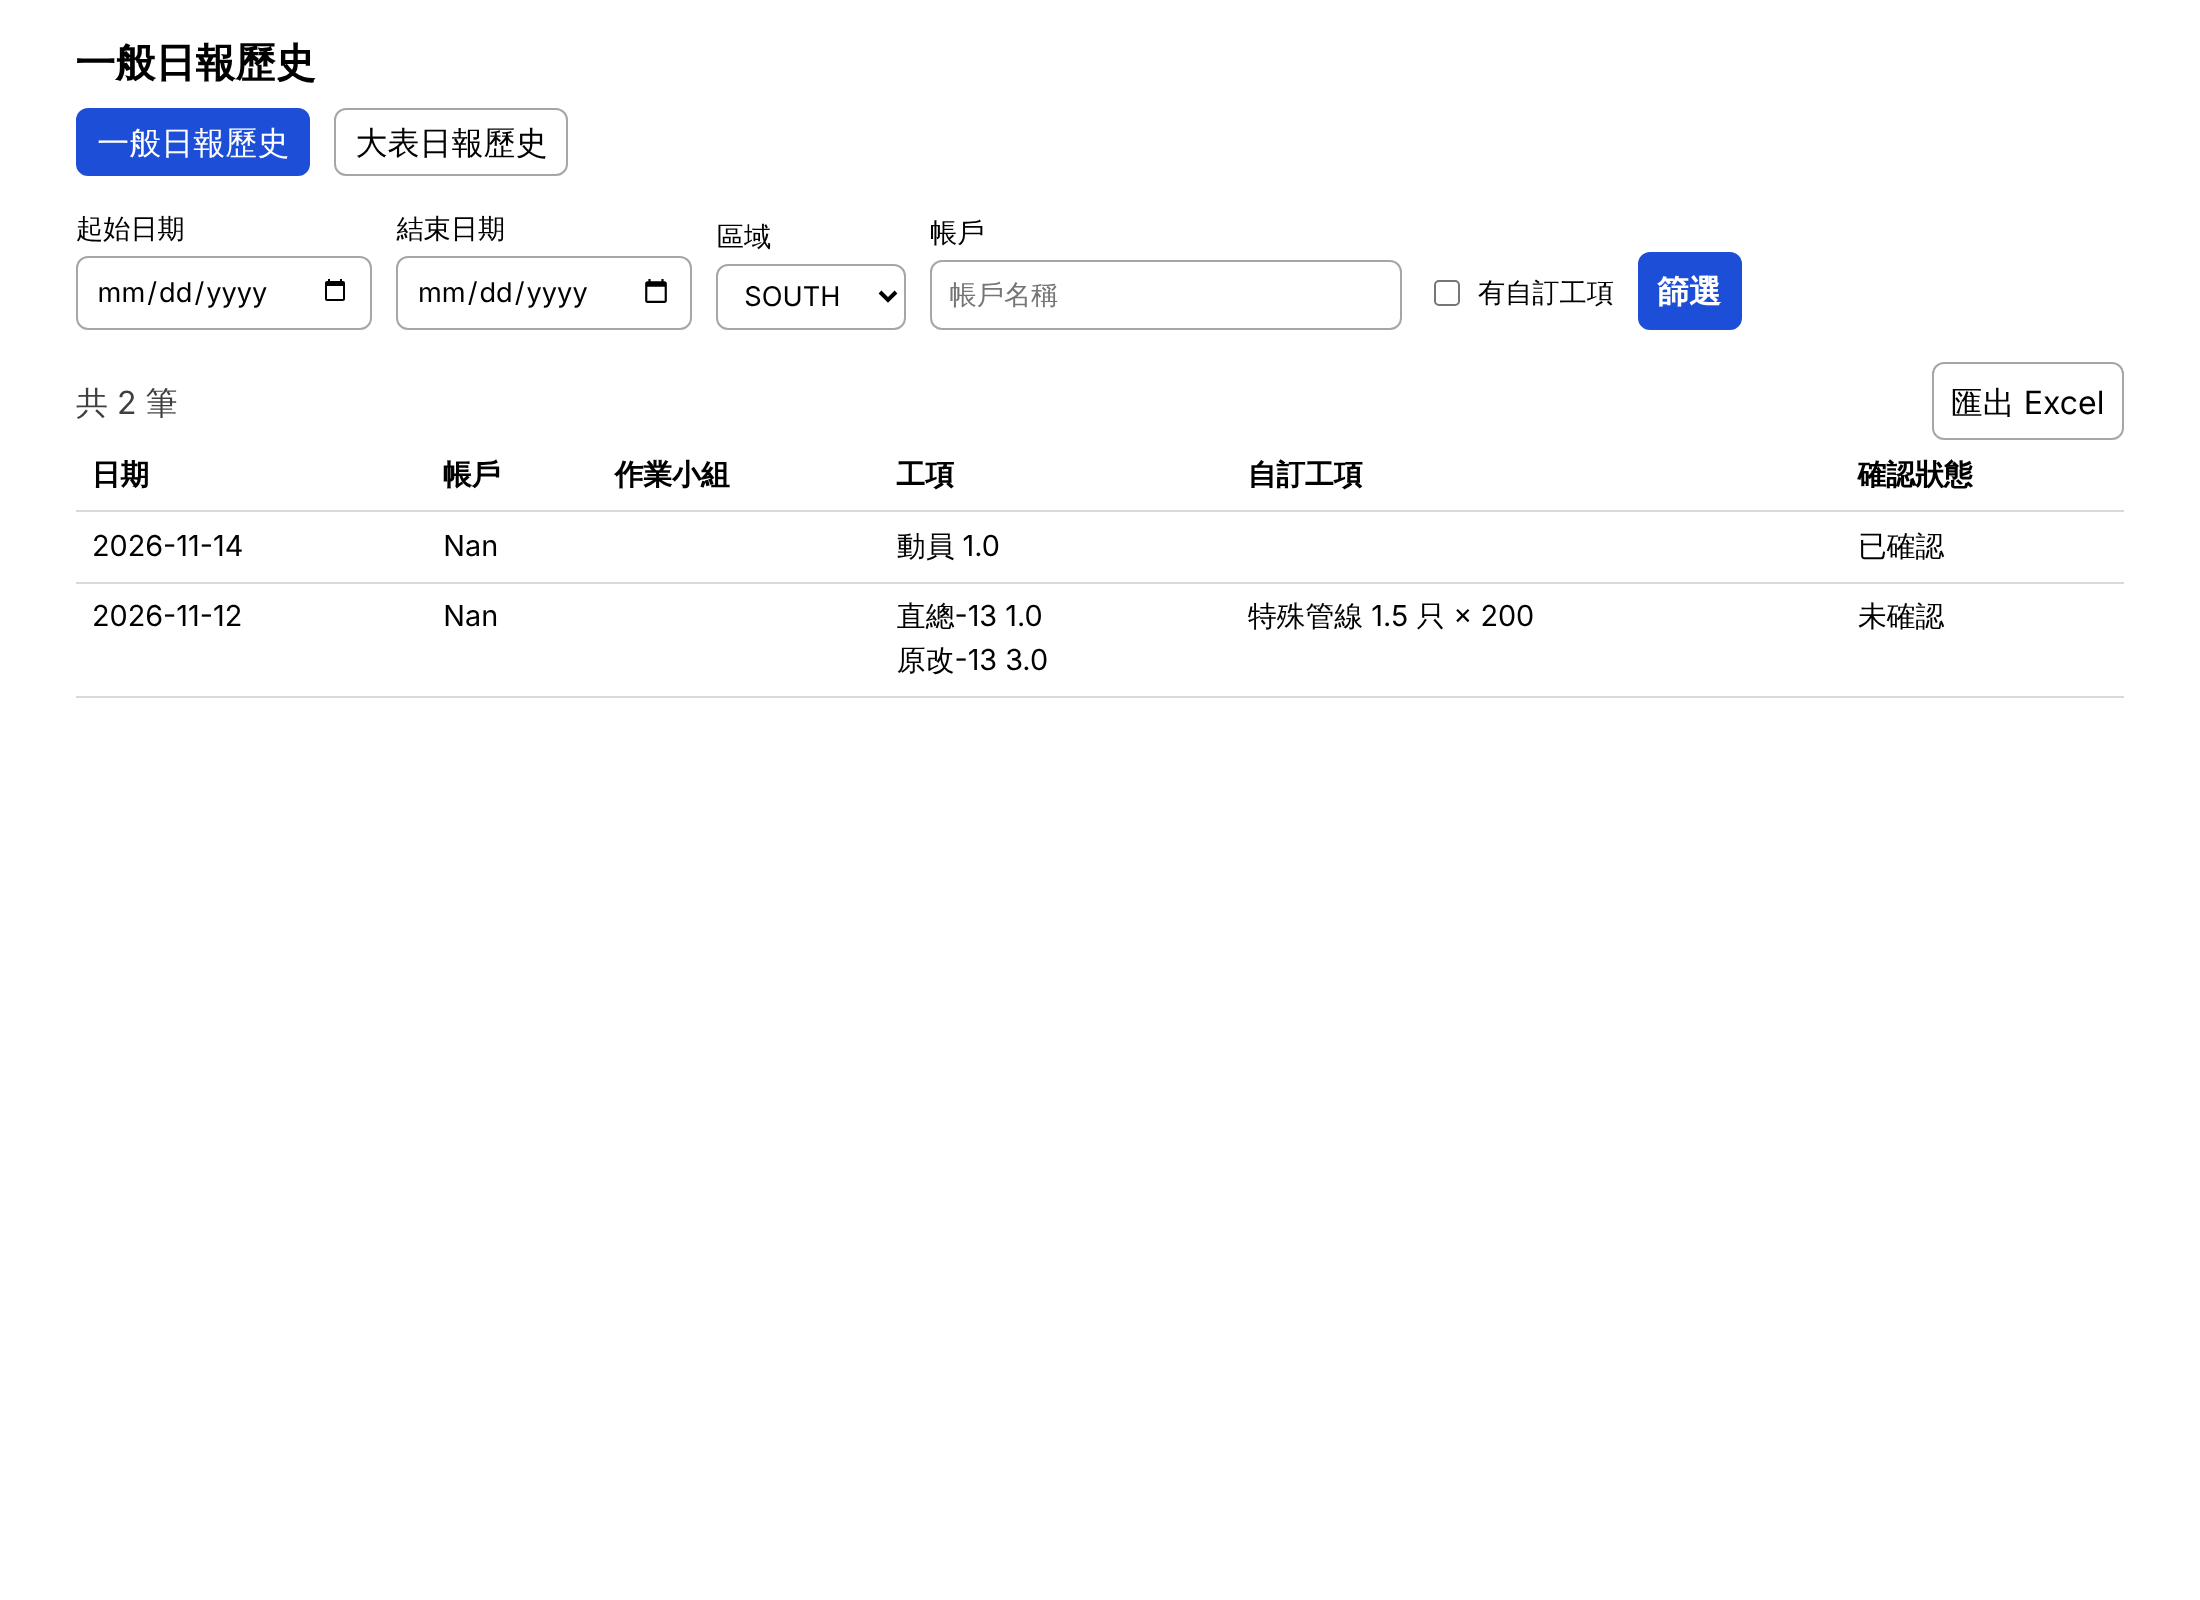 一般日報歷史
一般日報歷史 大表日報歷史
起始日期 結束日期 區域 帳戶
mm/dd/yyyy mm/dd/yyyy SOUTH 帳戶名稱 有自訂工項 篩選
共 2 筆 匯出 Excel
日期 帳戶 作業小組 工項 自訂工項 確認狀態
2026-11-14 Nan 動員 1.0 已確認
2026-11-12 Nan 直總-13 1.0 特殊管線 1.5 只 × 200 未確認
原改-13 3.0